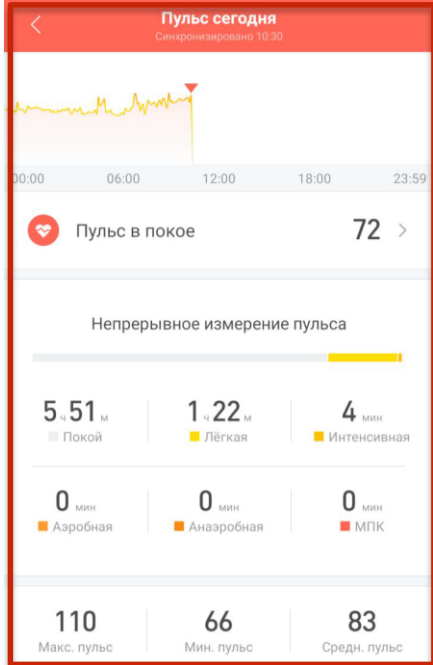 Пульс сегодня
Синхронизировано 10:30
00:00 06:00 12:00 18:00 23:59
Пульс в покое 72
Непрерывное измерение пульса
5 ч 51 м 1 ч 22 м 4 мин
Покой Лёгкая Интенсивная
0 мин 0 мин 0 мин
Аэробная Анаэробная МПК
110 66 83
Макс. пульс Мин. пульс Средн. пульс